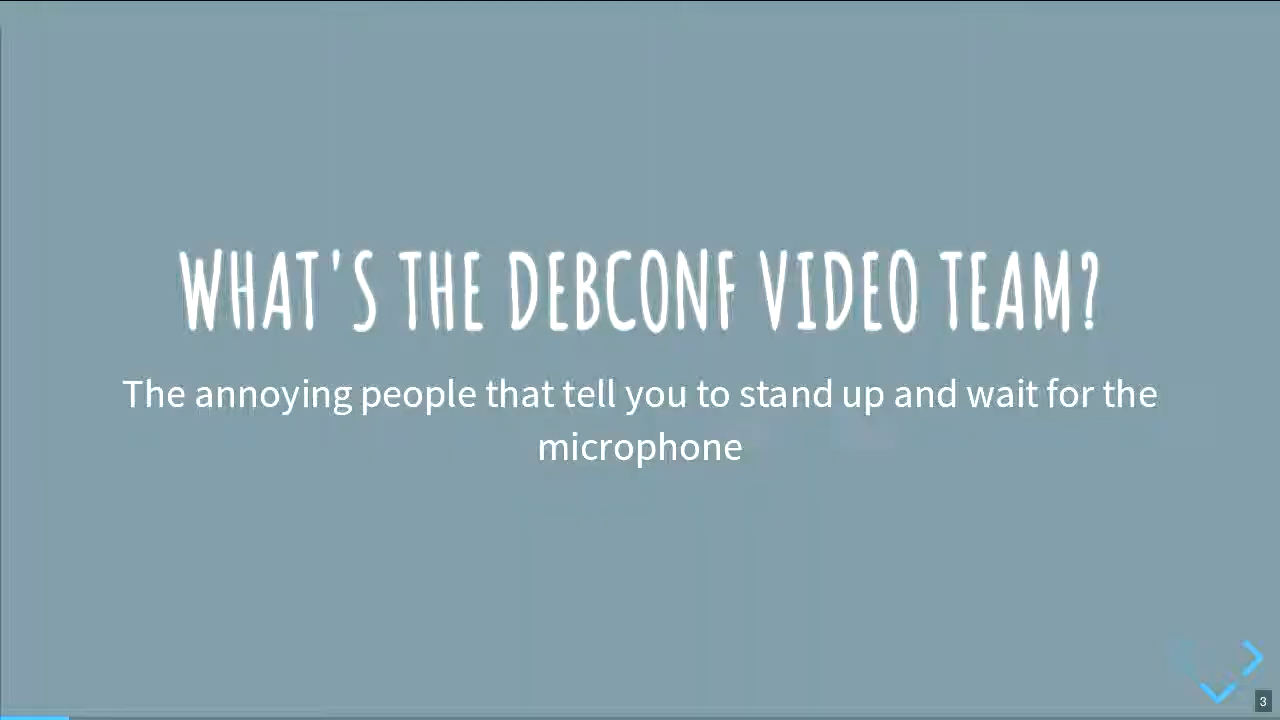 WHAT'S THE DEBCONF VIDEO TEAM?
The annoying people that tell you to stand up and wait for the
microphone
3